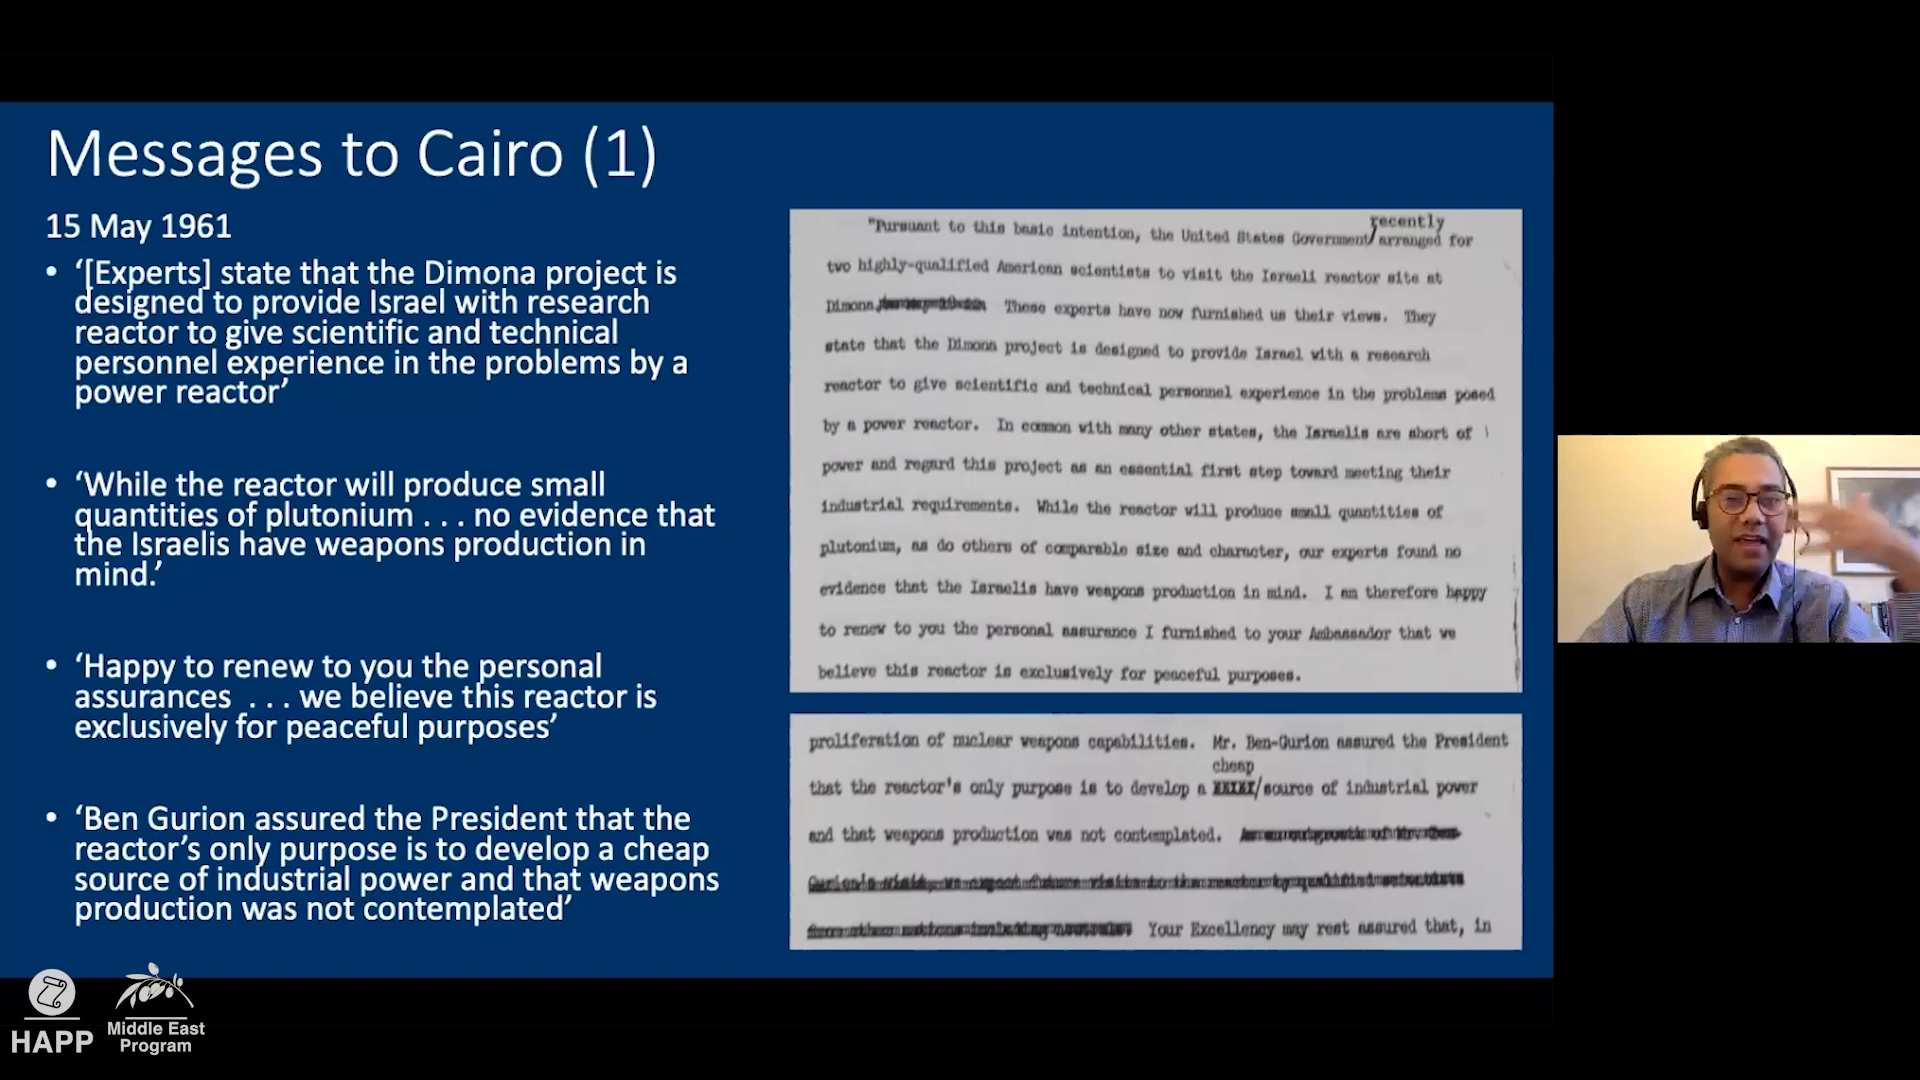 Messages to Cairo (1)
15 May 1961
• ‘[Experts] state that the Dimona project is
designed to provide Israel with research
reactor to give scientific and technical
personnel experience in the problems by a
power reactor’
• ‘While the reactor will produce small
quantities of plutonium . . . no evidence that
the Israelis have weapons production in
mind.’
• ‘Happy to renew to you the personal
assurances . . . we believe this reactor is
exclusively for peaceful purposes’
• ‘Ben Gurion assured the President that the
reactor’s only purpose is to develop a cheap
source of industrial power and that weapons
production was not contemplated’
recently
"Pursuant to this basic intention, the United States Government/arranged for
two highly-qualified American scientists to visit the Israeli reactor site at
Dimona. These experts have now furnished us their views. They
state that the Dimona project is designed to provide Israel with a research
reactor to give scientific and technical personnel experience in the problems posed
by a power reactor. In common with many other states, the Israelis are short of
power and regard this project as an essential first step toward meeting their
industrial requirements. While the reactor will produce small quantities of
plutonium, as do others of comparable size and character, our experts found no
evidence that the Israelis have weapons production in mind. I am therefore happy
to renew to you the personal assurance I furnished to your Ambassador that we
believe this reactor is exclusively for peaceful purposes.
proliferation of nuclear weapons capabilities. Mr. Ben-Gurion assured the President
cheap
that the reactor's only purpose is to develop a /source of industrial power
and that weapons production was not contemplated.
Your Excellency may rest assured that, in
HAPP
Middle East
Program